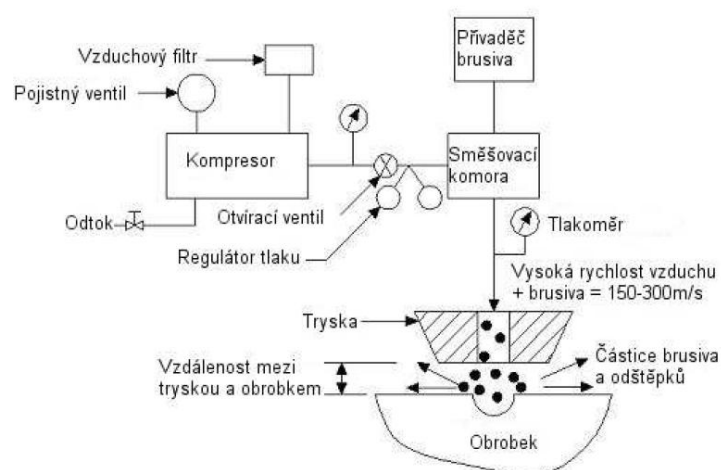 Vzduchový filtr
Pojistný ventil
Přivaděč
brusiva
Kompresor
Směšovací
komora
Otvírací ventil
Odtok
Regulátor tlaku
Tlakoměr
Vysoká rychlost vzduchu
+ brusiva = 150-300m/s
Tryska
Vzdálenost mezi
tryskou a obrobkem
Částice brusiva
a odštěpků
Obrobek